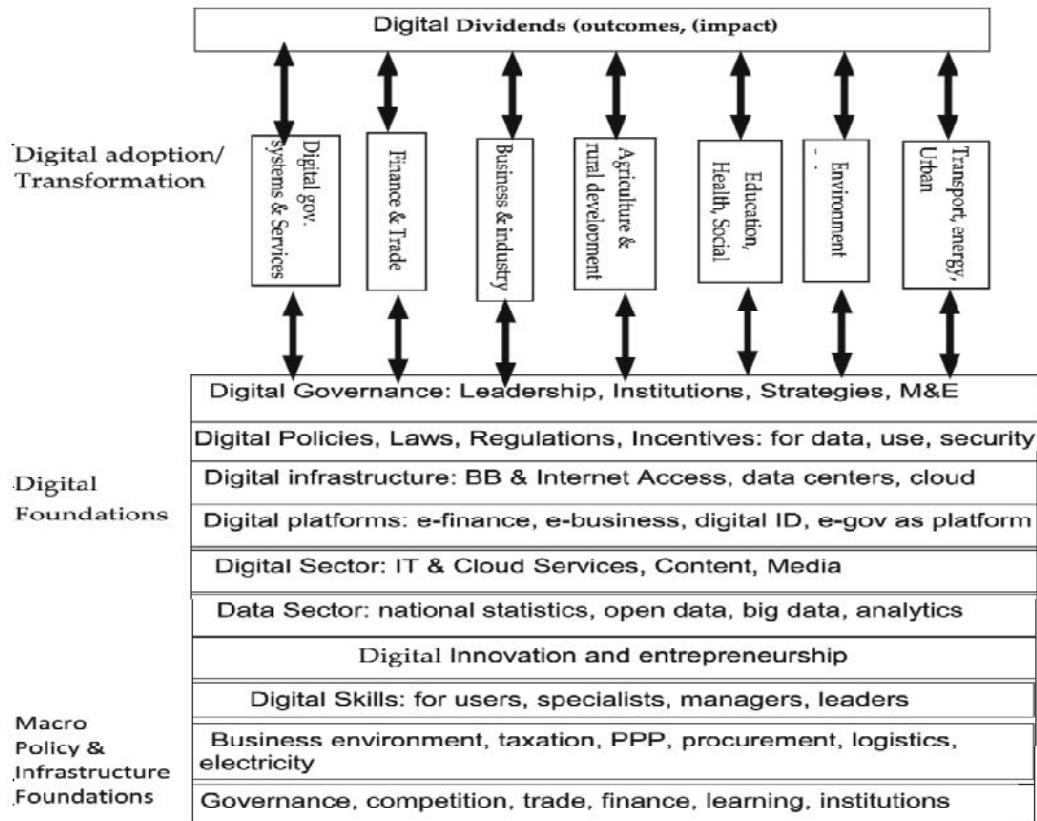 Digital Dividends (outcomes, (impact)
Digital adoption/
Transformation
Digital gov.
systems & Services
Finance & Trade
Business & industry
Agriculture &
rural development
Education,
Health, Social
Environment
Transport, energy,
Urban
Digital
Foundations
Digital Governance: Leadership, Institutions, Strategies, M&E
Digital Policies, Laws, Regulations, Incentives: for data, use, security
Digital infrastructure: BB & Internet Access, data centers, cloud
Digital platforms: e-finance, e-business, digital ID, e-gov as platform
Digital Sector: IT & Cloud Services, Content, Media
Data Sector: national statistics, open data, big data, analytics
Digital Innovation and entrepreneurship
Digital Skills: for users, specialists, managers, leaders
Macro
Policy &
Infrastructure
Foundations
Business environment, taxation, PPP, procurement, logistics,
electricity
Governance, competition, trade, finance, learning, institutions